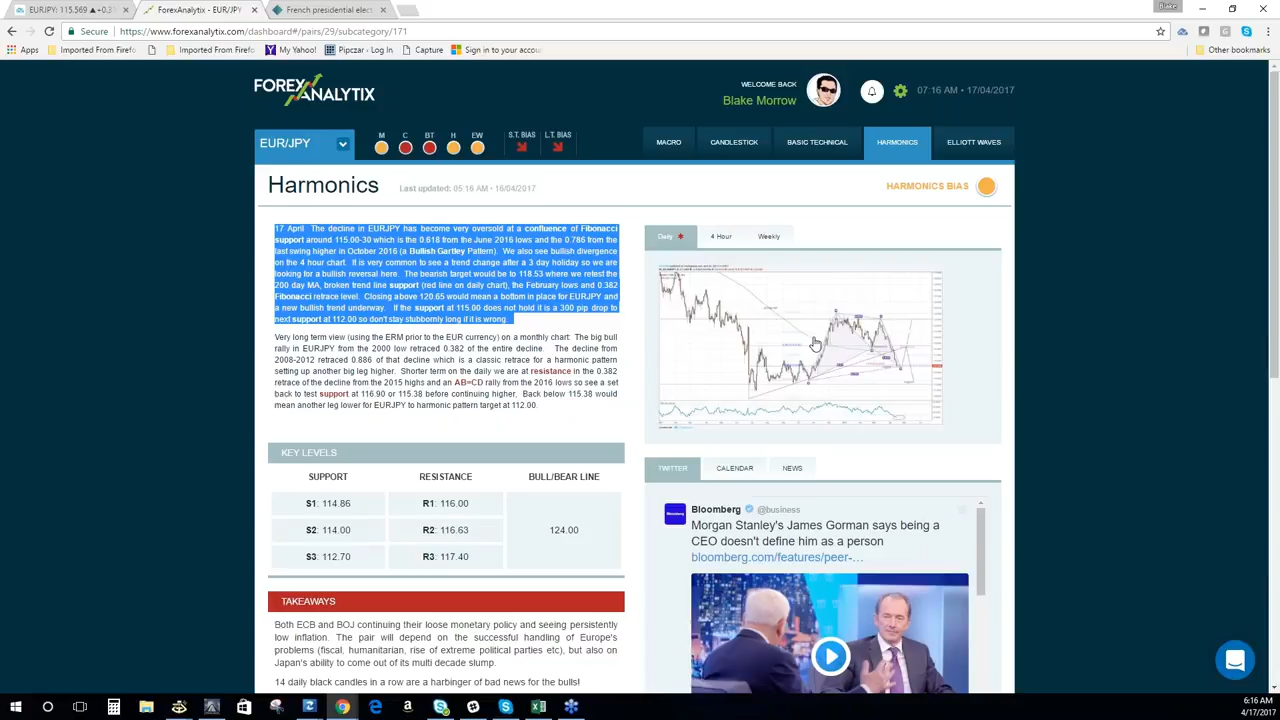 EURJPY: 115.569 ▲+0.3
ForexAnalytix - EUR/JPY
French presidential elect
Blake
Secure
https://www.forexanalytix.com/dashboard#/pairs/29/subcategory/171
Apps
Imported From Firefo
Imported From Firefo
My Yahoo!
Pipczar - Log In
Capture
Sign in to your accou
Other bookmarks
FOREX ANALYTIX
WELCOME BACK
Blake Morrow
07:16 AM • 17/04/2017
EUR/JPY
M C BT H EW
S.T. BIAS L.T. BIAS
MACRO
CANDLESTICK
BASIC TECHNICAL
HARMONICS
ELLIOTT WAVES
Harmonics
Last updated: 05:16 AM • 16/04/2017
HARMONICS BIAS
17 April The decline in EURJPY has become very oversold at a confluence of Fibonacci
support around 115.00-30 which is the 0.618 from the June 2016 lows and the 0.786 from the
last swing higher in October 2016 (a Bullish Gartley Pattern). We also see bullish divergence
on the 4 hour chart. It is very common to see a trend change after a 3 day holiday so we are
looking for a bullish reversal here. The bearish target would be to 118.53 where we retest the
200 day MA, broken trend line support (red line on daily chart), the February lows and 0.382
Fibonacci retrace level. Closing above 120.65 would mean a bottom in place for EURJPY and
a new bullish trend underway. If the support at 115.00 does not hold it is a 300 pip drop to
next support at 112.00 so don't stay stubbornly long if it is wrong.
Very long term view (using the ERM prior to the EUR currency) on a monthly chart: The big bull
rally in EURJPY from the 2000 low retraced 0.382 of the entire decline. The decline from
2008-2012 retraced 0.886 of that decline which is a classic retrace for a harmonic pattern
setting up another big leg higher. Shorter term on the daily we are at resistance in the 0.382
retrace of the decline from the 2015 highs and an AB=CD rally from the 2016 lows so see a set
back to test support at 116.90 or 115.38 before continuing higher. Back below 115.38 would
mean another leg lower for EURJPY to harmonic pattern target at 112.00.
KEY LEVELS
SUPPORT
RESISTANCE
BULL/BEAR LINE
S1: 114.86
R1: 116.00
S2: 114.00
R2: 116.63
124.00
S3: 112.70
R3: 117.40
TAKEAWAYS
Both ECB and BOJ continuing their loose monetary policy and seeing persistently
low inflation. The pair will depend on the successful handling of Europe's
problems (fiscal, humanitarian, rise of extreme political parties etc), but also on
Japan's ability to come out of its multi decade slump.
14 daily black candles in a row are a harbinger of bad news for the bulls!
Daily *
4 Hour
Weekly
TWITTER
CALENDAR
NEWS
Bloomberg @business
Morgan Stanley's James Gorman says being a
CEO doesn't define him as a person
bloomberg.com/features/peer-…
6:16 AM
4/17/2017